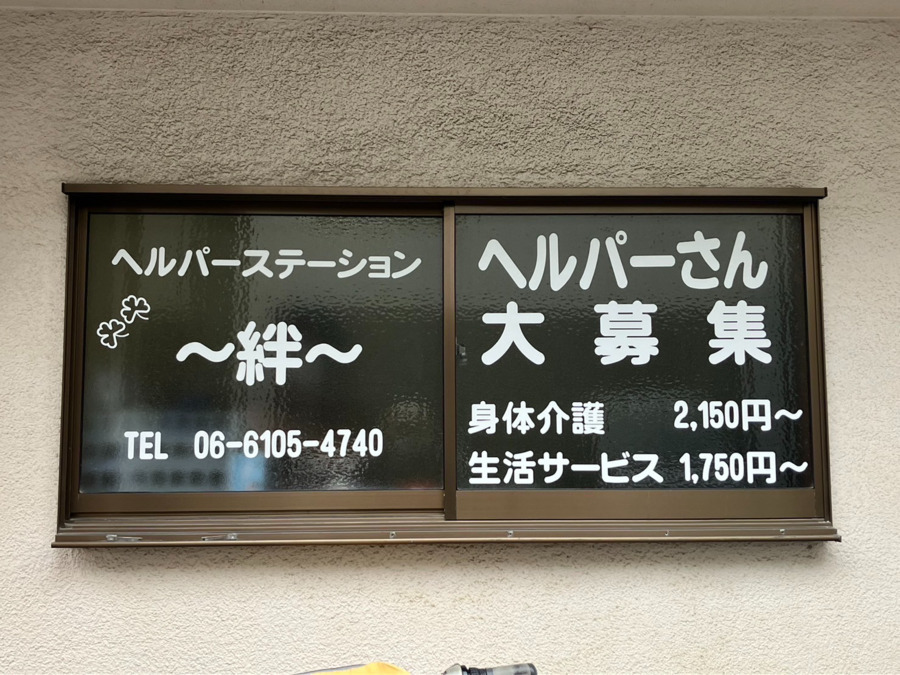 ヘルパーステーション
～絆～
TEL 06-6105-4740
ヘルパーさん
大募集
身体介護 2,150円～
生活サービス 1,750円～